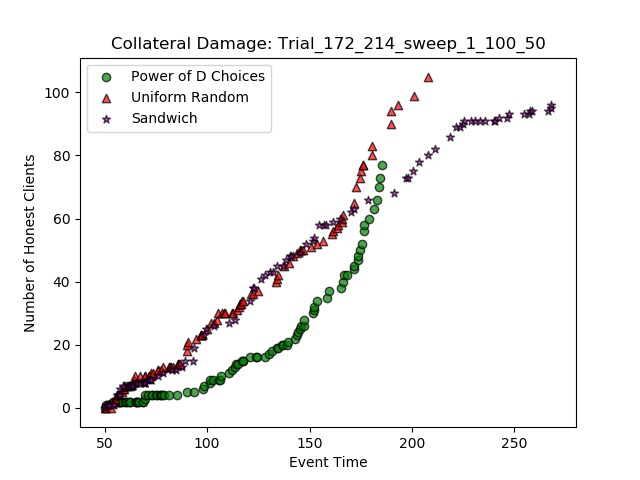 Collateral Damage: Trial_172_214_sweep_1_100_50
Power of D Choices
Uniform Random
Sandwich
Number of Honest Clients
100
80
60
40
20
0
50
100
150
200
250
Event Time